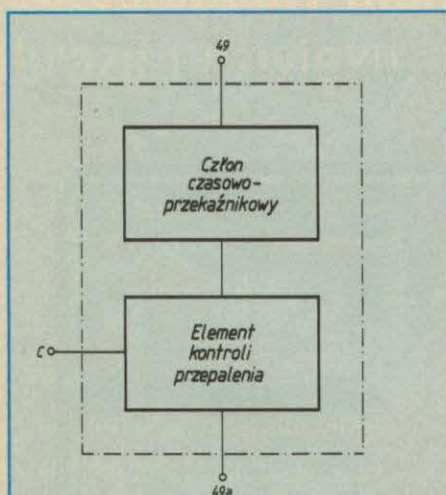 49
Człon
czasowo-
przekaźnikowy
Element
kontroli
przepalenia
C
49a